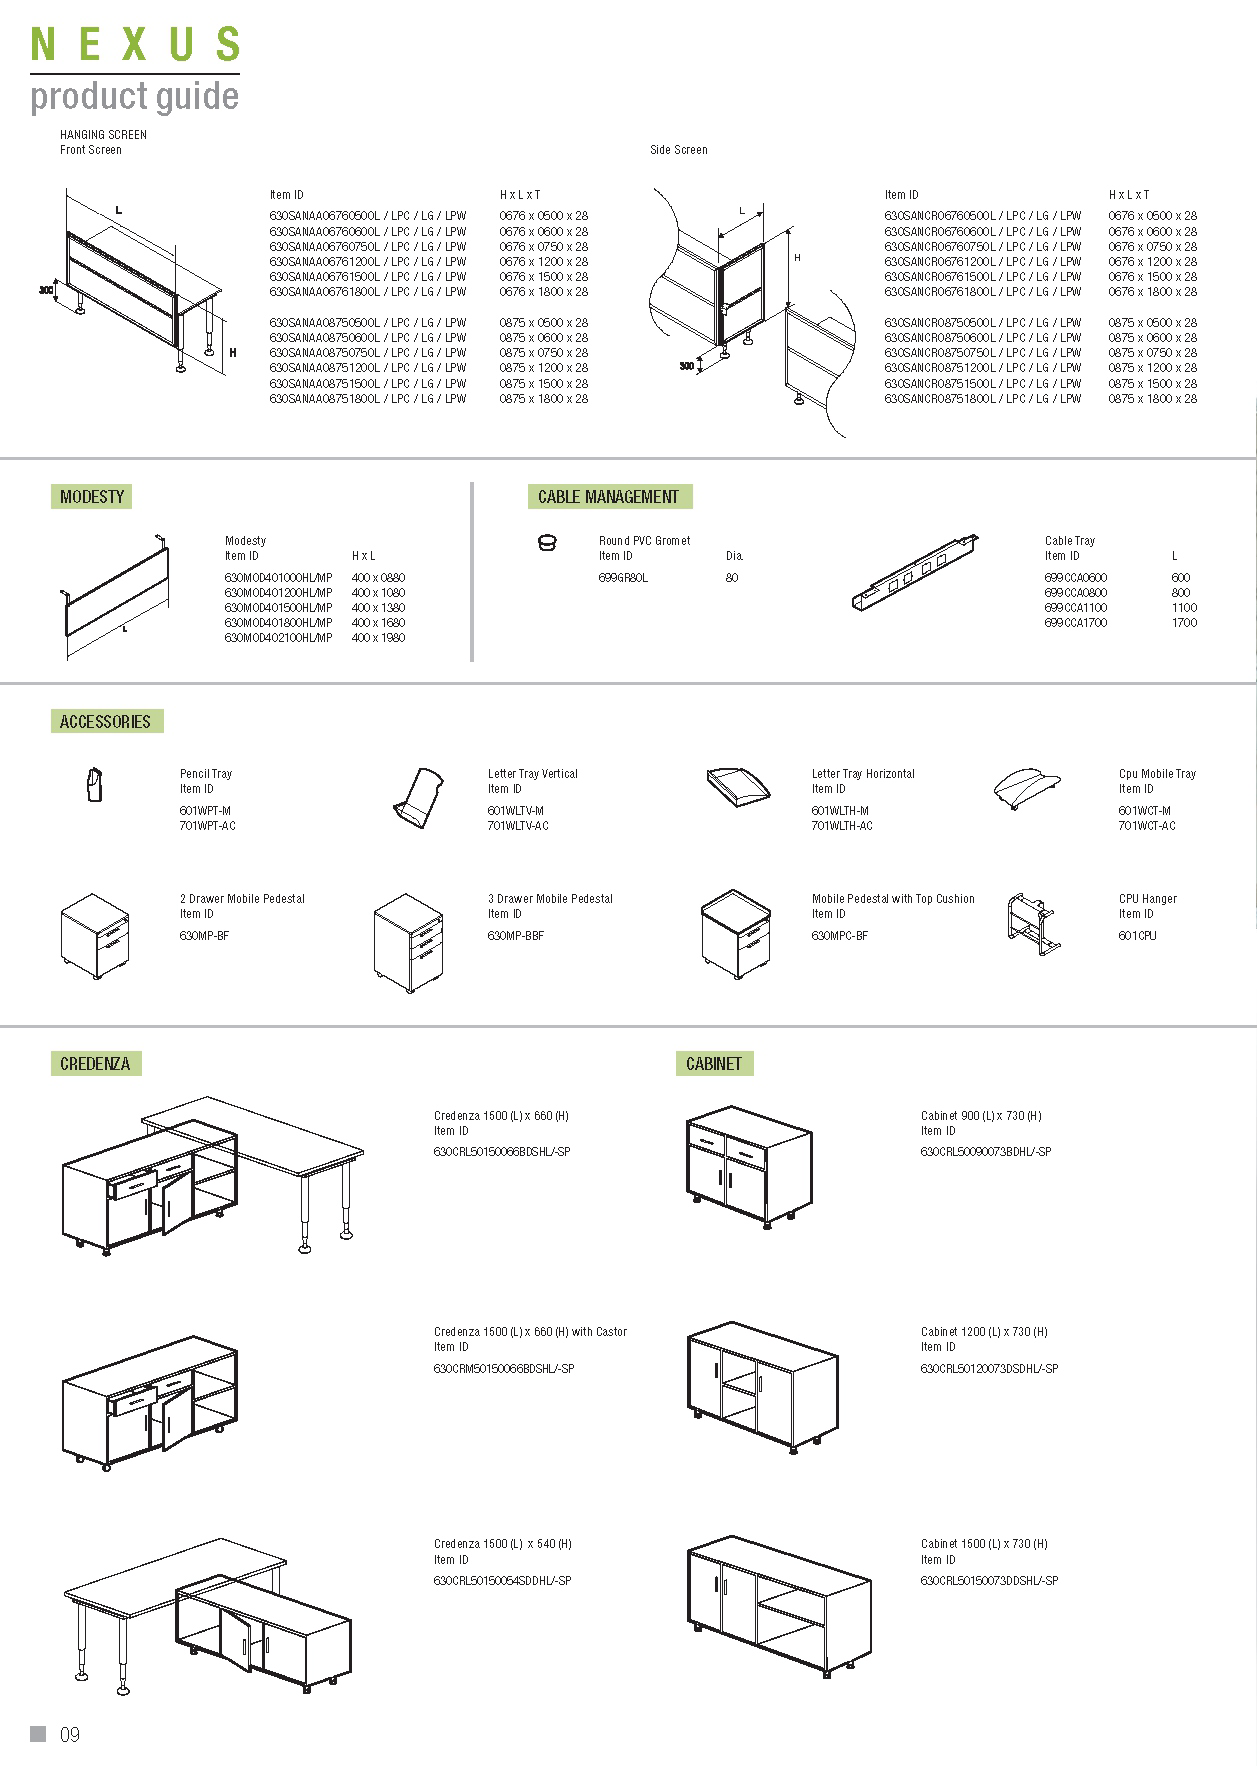 NEXUS
product guide
HANGING SCREEN
Front Screen
L
300
H
Item ID H x L x T
630SANAA06760500L / LPC / LG / LPW 0676 x 0500 x 28
630SANAA06760600L / LPC / LG / LPW 0676 x 0600 x 28
630SANAA06760750L / LPC / LG / LPW 0676 x 0750 x 28
630SANAA06761200L / LPC / LG / LPW 0676 x 1200 x 28
630SANAA06761500L / LPC / LG / LPW 0676 x 1500 x 28
630SANAA06761800L / LPC / LG / LPW 0676 x 1800 x 28
630SANAA08750500L / LPC / LG / LPW 0875 x 0500 x 28
630SANAA08750600L / LPC / LG / LPW 0875 x 0600 x 28
630SANAA08750750L / LPC / LG / LPW 0875 x 0750 x 28
630SANAA08751200L / LPC / LG / LPW 0875 x 1200 x 28
630SANAA08751500L / LPC / LG / LPW 0875 x 1500 x 28
630SANAA08751800L / LPC / LG / LPW 0875 x 1800 x 28
Side Screen
L
H
300
Item ID H x L x T
630SANCR06760500L / LPC / LG / LPW 0676 x 0500 x 28
630SANCR06760600L / LPC / LG / LPW 0676 x 0600 x 28
630SANCR06760750L / LPC / LG / LPW 0676 x 0750 x 28
630SANCR06761200L / LPC / LG / LPW 0676 x 1200 x 28
630SANCR06761500L / LPC / LG / LPW 0676 x 1500 x 28
630SANCR06761800L / LPC / LG / LPW 0676 x 1800 x 28
630SANCR08750500L / LPC / LG / LPW 0875 x 0500 x 28
630SANCR08750600L / LPC / LG / LPW 0875 x 0600 x 28
630SANCR08750750L / LPC / LG / LPW 0875 x 0750 x 28
630SANCR08751200L / LPC / LG / LPW 0875 x 1200 x 28
630SANCR08751500L / LPC / LG / LPW 0875 x 1500 x 28
630SANCR08751800L / LPC / LG / LPW 0875 x 1800 x 28
MODESTY
L
Modesty
Item ID H x L
630MOD401000HL/MP 400 x 0880
630MOD401200HL/MP 400 x 1080
630MOD401500HL/MP 400 x 1380
630MOD401800HL/MP 400 x 1680
630MOD402100HL/MP 400 x 1980
CABLE MANAGEMENT
Round PVC Gromet
Item ID Dia.
699GR80L 80
Cable Tray
Item ID L
699CCA0600 600
699CCA0800 800
699CCA1100 1100
699CCA1700 1700
ACCESSORIES
Pencil Tray
Item ID
601WPT-M
701WPT-AC
Letter Tray Vertical
Item ID
601WLTV-M
701WLTV-AC
Letter Tray Horizontal
Item ID
601WLTH-M
701WLTH-AC
Cpu Mobile Tray
Item ID
601WCT-M
701WCT-AC
2 Drawer Mobile Pedestal
Item ID
630MP-BF
3 Drawer Mobile Pedestal
Item ID
630MP-BBF
Mobile Pedestal with Top Cushion
Item ID
630MPC-BF
CPU Hanger
Item ID
601CPU
CREDENZA
Credenza 1500 (L) x 660 (H)
Item ID
630CRL50150066BDSHL/-SP
Credenza 1500 (L) x 660 (H) with Castor
Item ID
630CRM50150066BDSHL/-SP
Credenza 1500 (L) x 540 (H)
Item ID
630CRL50150054SDDHL/-SP
CABINET
Cabinet 900 (L) x 730 (H)
Item ID
630CRL50090073BDHL/-SP
Cabinet 1200 (L) x 730 (H)
Item ID
630CRL50120073DSDHL/-SP
Cabinet 1500 (L) x 730 (H)
Item ID
630CRL50150073DDSHL/-SP
09